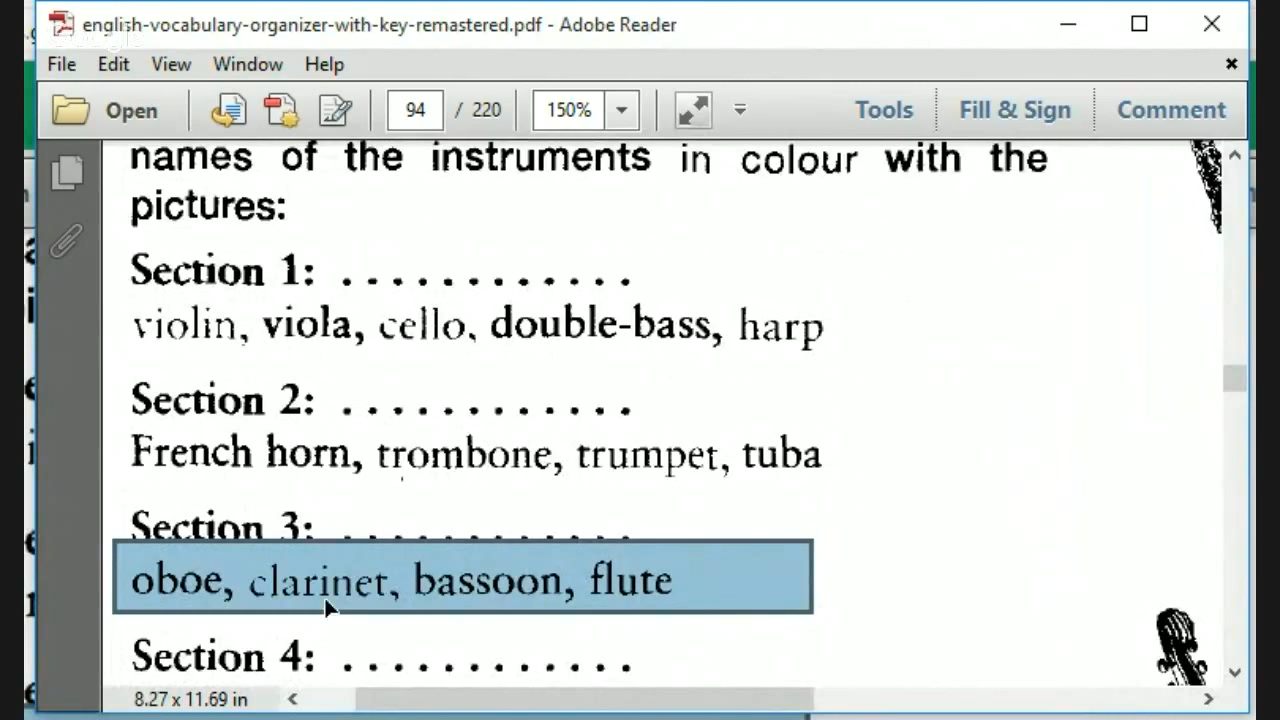 english-vocabulary-organizer-with-key-remastered.pdf - Adobe Reader
File Edit View Window Help
Open 94 / 220 150% Tools Fill & Sign Comment
names of the instruments in colour with the
pictures:
Section 1: . . . . . . . . . . . .
violin, viola, cello, double-bass, harp
Section 2: . . . . . . . . . . . .
French horn, trombone, trumpet, tuba
Section 3: . . . . . . . . . . . .
oboe, clarinet, bassoon, flute
Section 4: . . . . . . . . . . . .
8.27 x 11.69 in